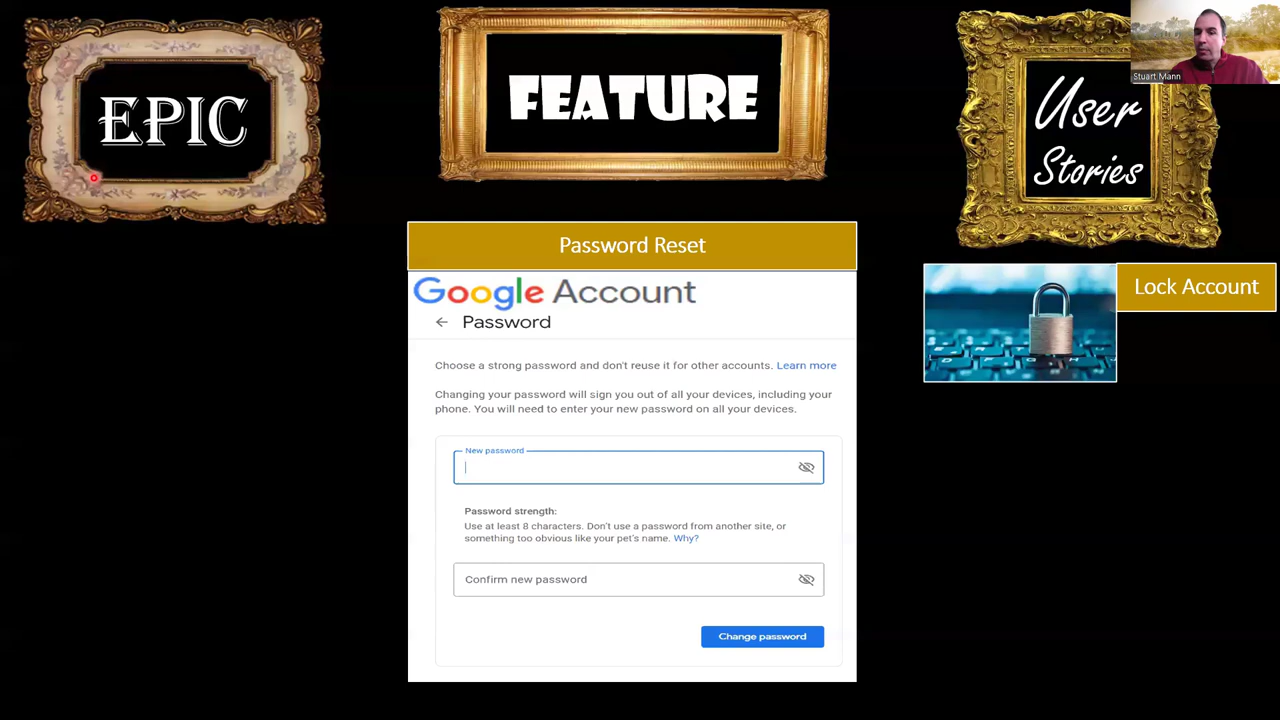 EPIC
FEATURE
User
Stories
Stuart Mann
Password Reset
Google Account
Password
Choose a strong password and don't reuse it for other accounts. Learn more
Changing your password will sign you out of all your devices, including your
phone. You will need to enter your new password on all your devices.
New password
Password strength:
Use at least 8 characters. Don't use a password from another site, or
something too obvious like your pet's name. Why?
Confirm new password
Change password
Lock Account